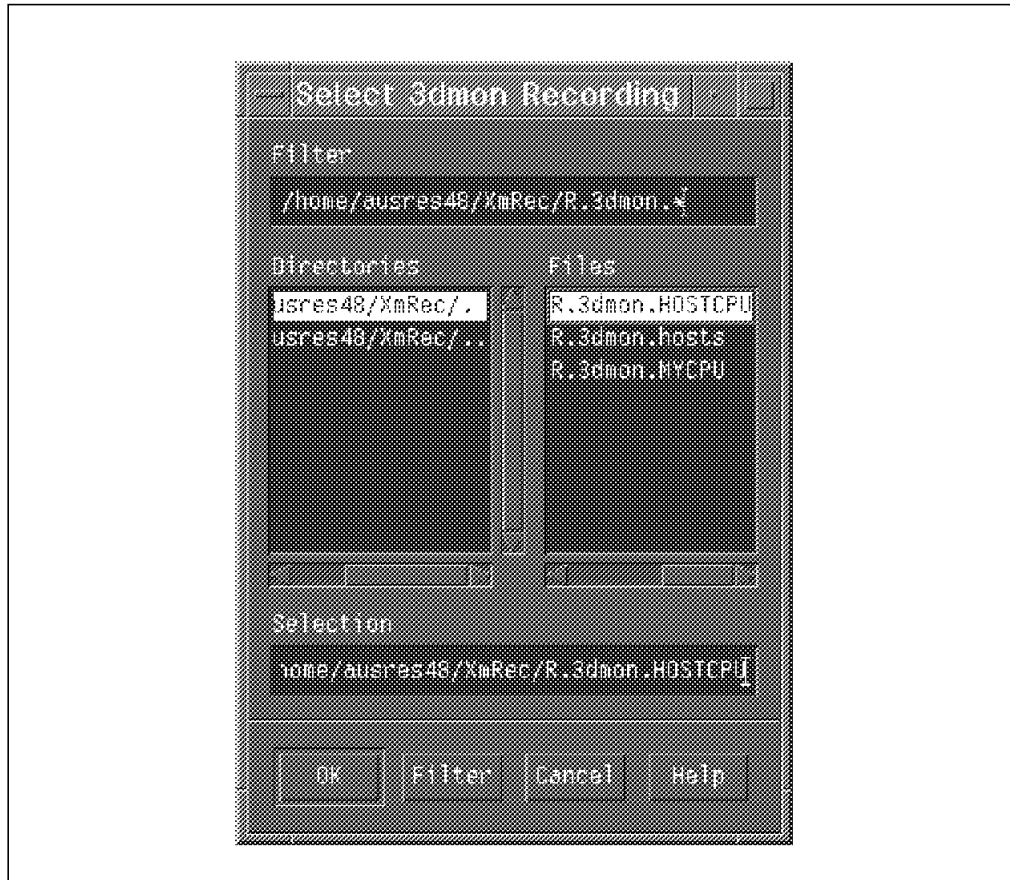 Select 3dmon Recording
Filter
/home/ausres48/XmRec/R.3dmon.*
Directories
Files
usres48/XmRec/.
usres48/XmRec/..
R.3dmon.HOSTCPU
R.3dmon.hosts
R.3dmon.MYCPU
Selection
home/ausres48/XmRec/R.3dmon.HOSTCPU
OK Filter Cancel Help